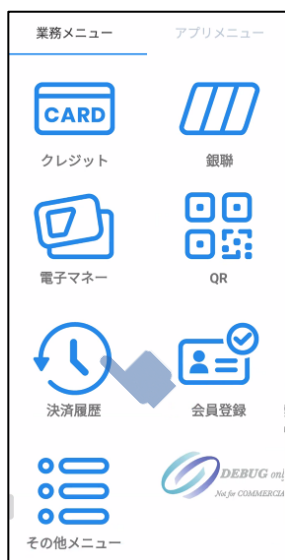 業務メニュー アプリメニュー
CARD
クレジット 銀聯
電子マネー QR
決済履歴 会員登録
DEBUG only
Not for COMMERCIA
その他メニュー